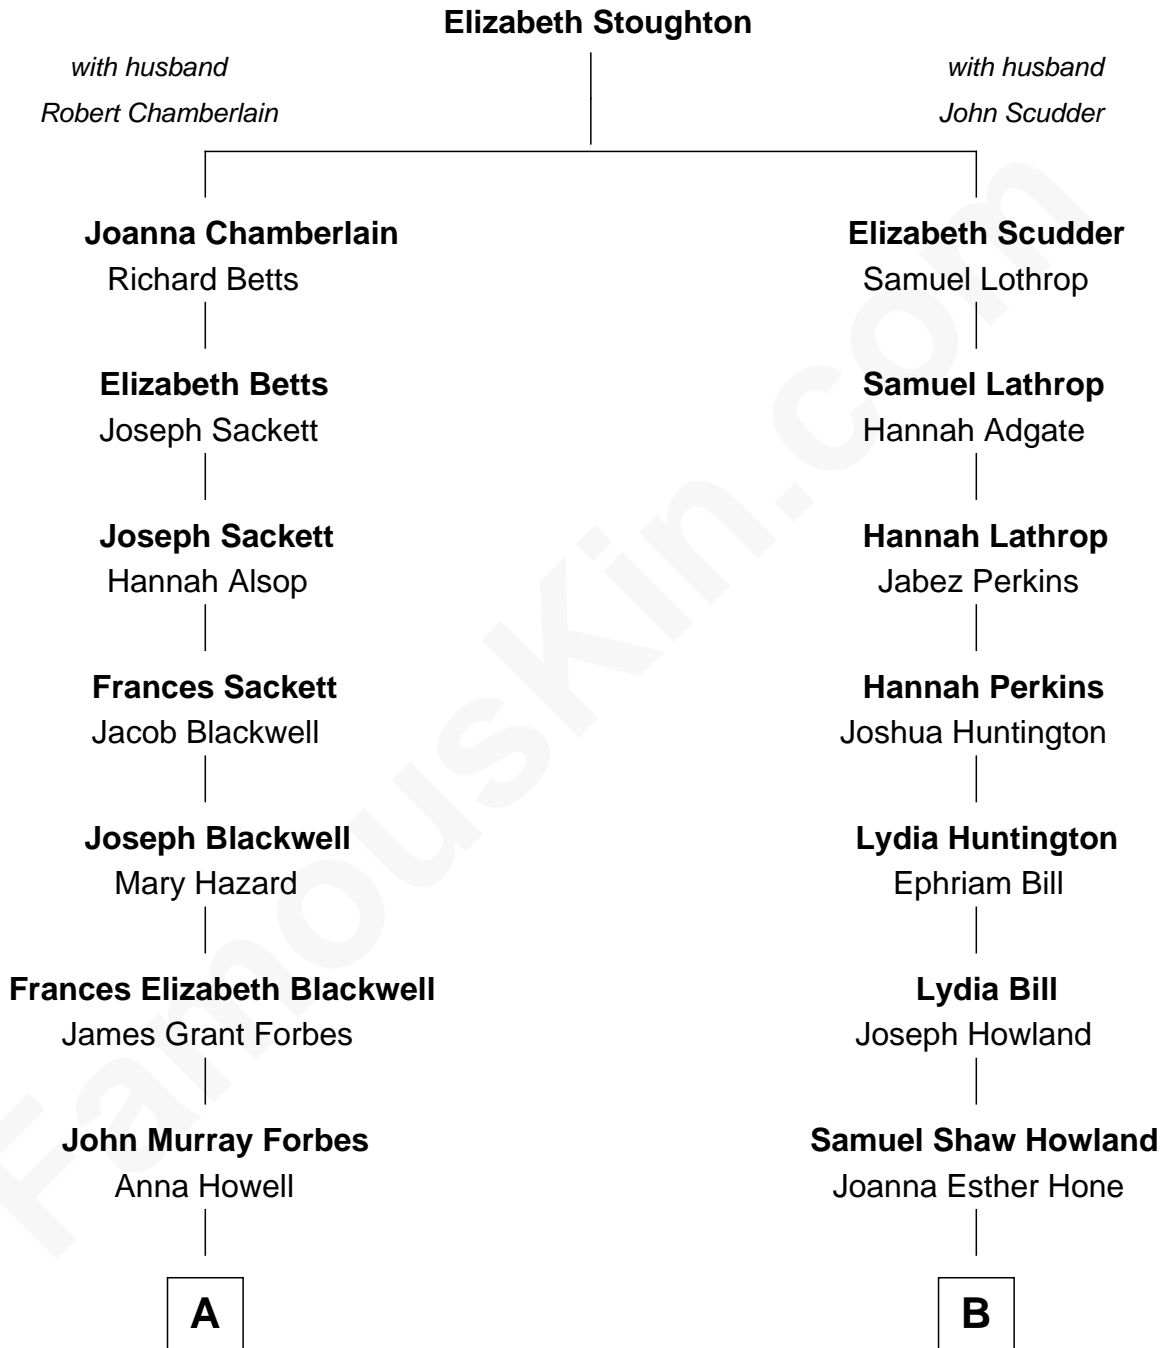 Elizabeth Stoughton
with husband
Robert Chamberlain
with husband
John Scudder
Joanna Chamberlain
Richard Betts
Elizabeth Scudder
Samuel Lothrop
Elizabeth Betts
Joseph Sackett
Samuel Lathrop
Hannah Adgate
Joseph Sackett
Hannah Alsop
Hannah Lathrop
Jabez Perkins
Frances Sackett
Jacob Blackwell
Hannah Perkins
Joshua Huntington
Joseph Blackwell
Mary Hazard
Lydia Huntington
Ephriam Bill
Frances Elizabeth Blackwell
James Grant Forbes
Lydia Bill
Joseph Howland
John Murray Forbes
Anna Howell
Samuel Shaw Howland
Joanna Esther Hone
A
B
FamousKin.com